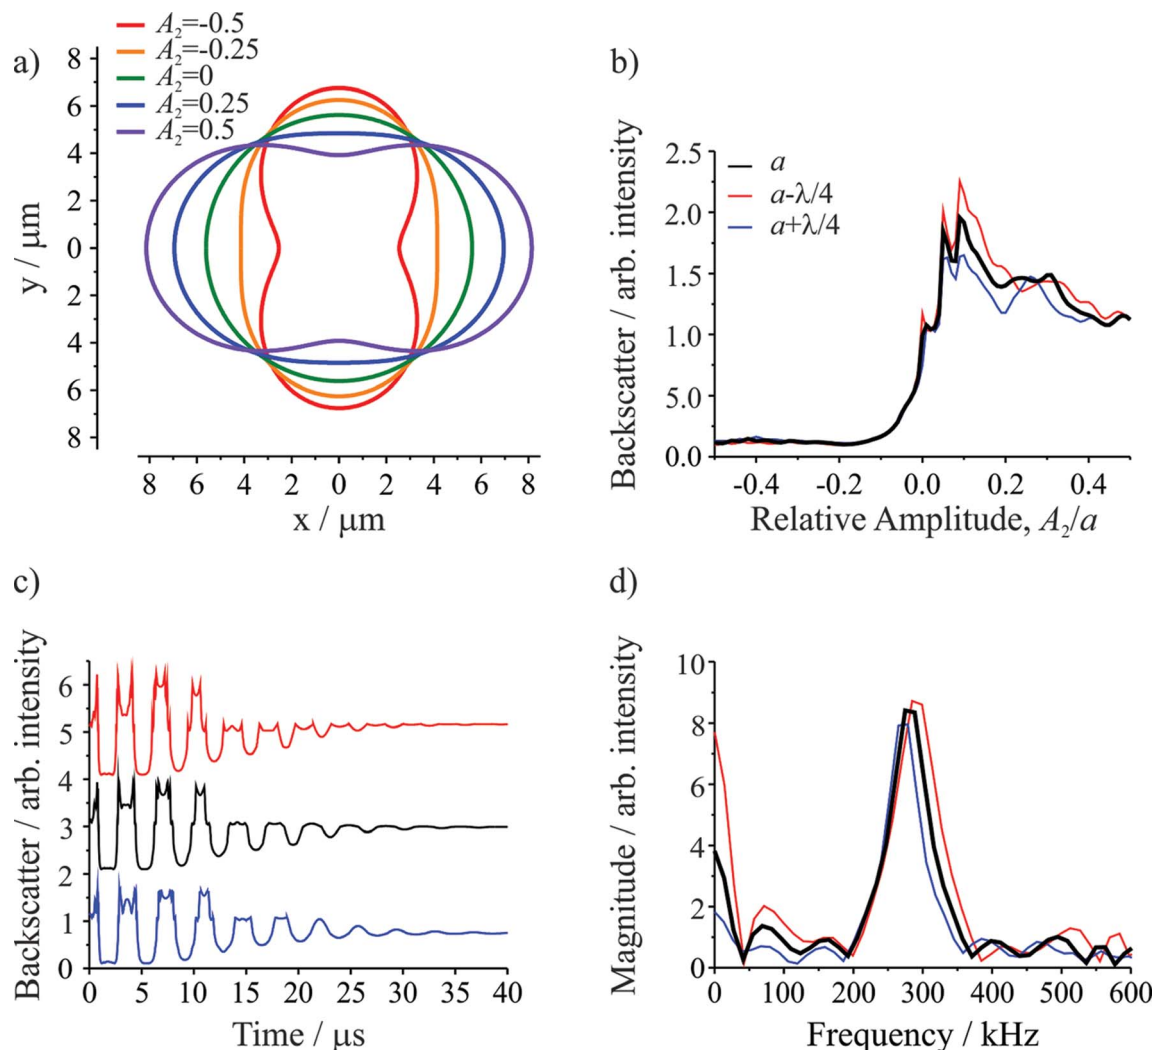 a)
A₂=-0.5
A₂=-0.25
A₂=0
A₂=0.25
A₂=0.5
8
6
4
2
0
2
4
6
8
y / μm
8 6 4 2 0 2 4 6 8
x / μm
b)
Backscatter / arb. intensity
2.5
2.0
1.5
1.0
5.0
0.0
a
a-λ/4
a+λ/4
-0.4 -0.2 0.0 0.2 0.4
Relative Amplitude, A₂/a
c)
Backscatter / arb. intensity
6
5
4
3
2
1
0
0 5 10 15 20 25 30 35 40
Time / μs
d)
Magnitude / arb. intensity
10
8
6
4
2
0
0 100 200 300 400 500 600
Frequency / kHz